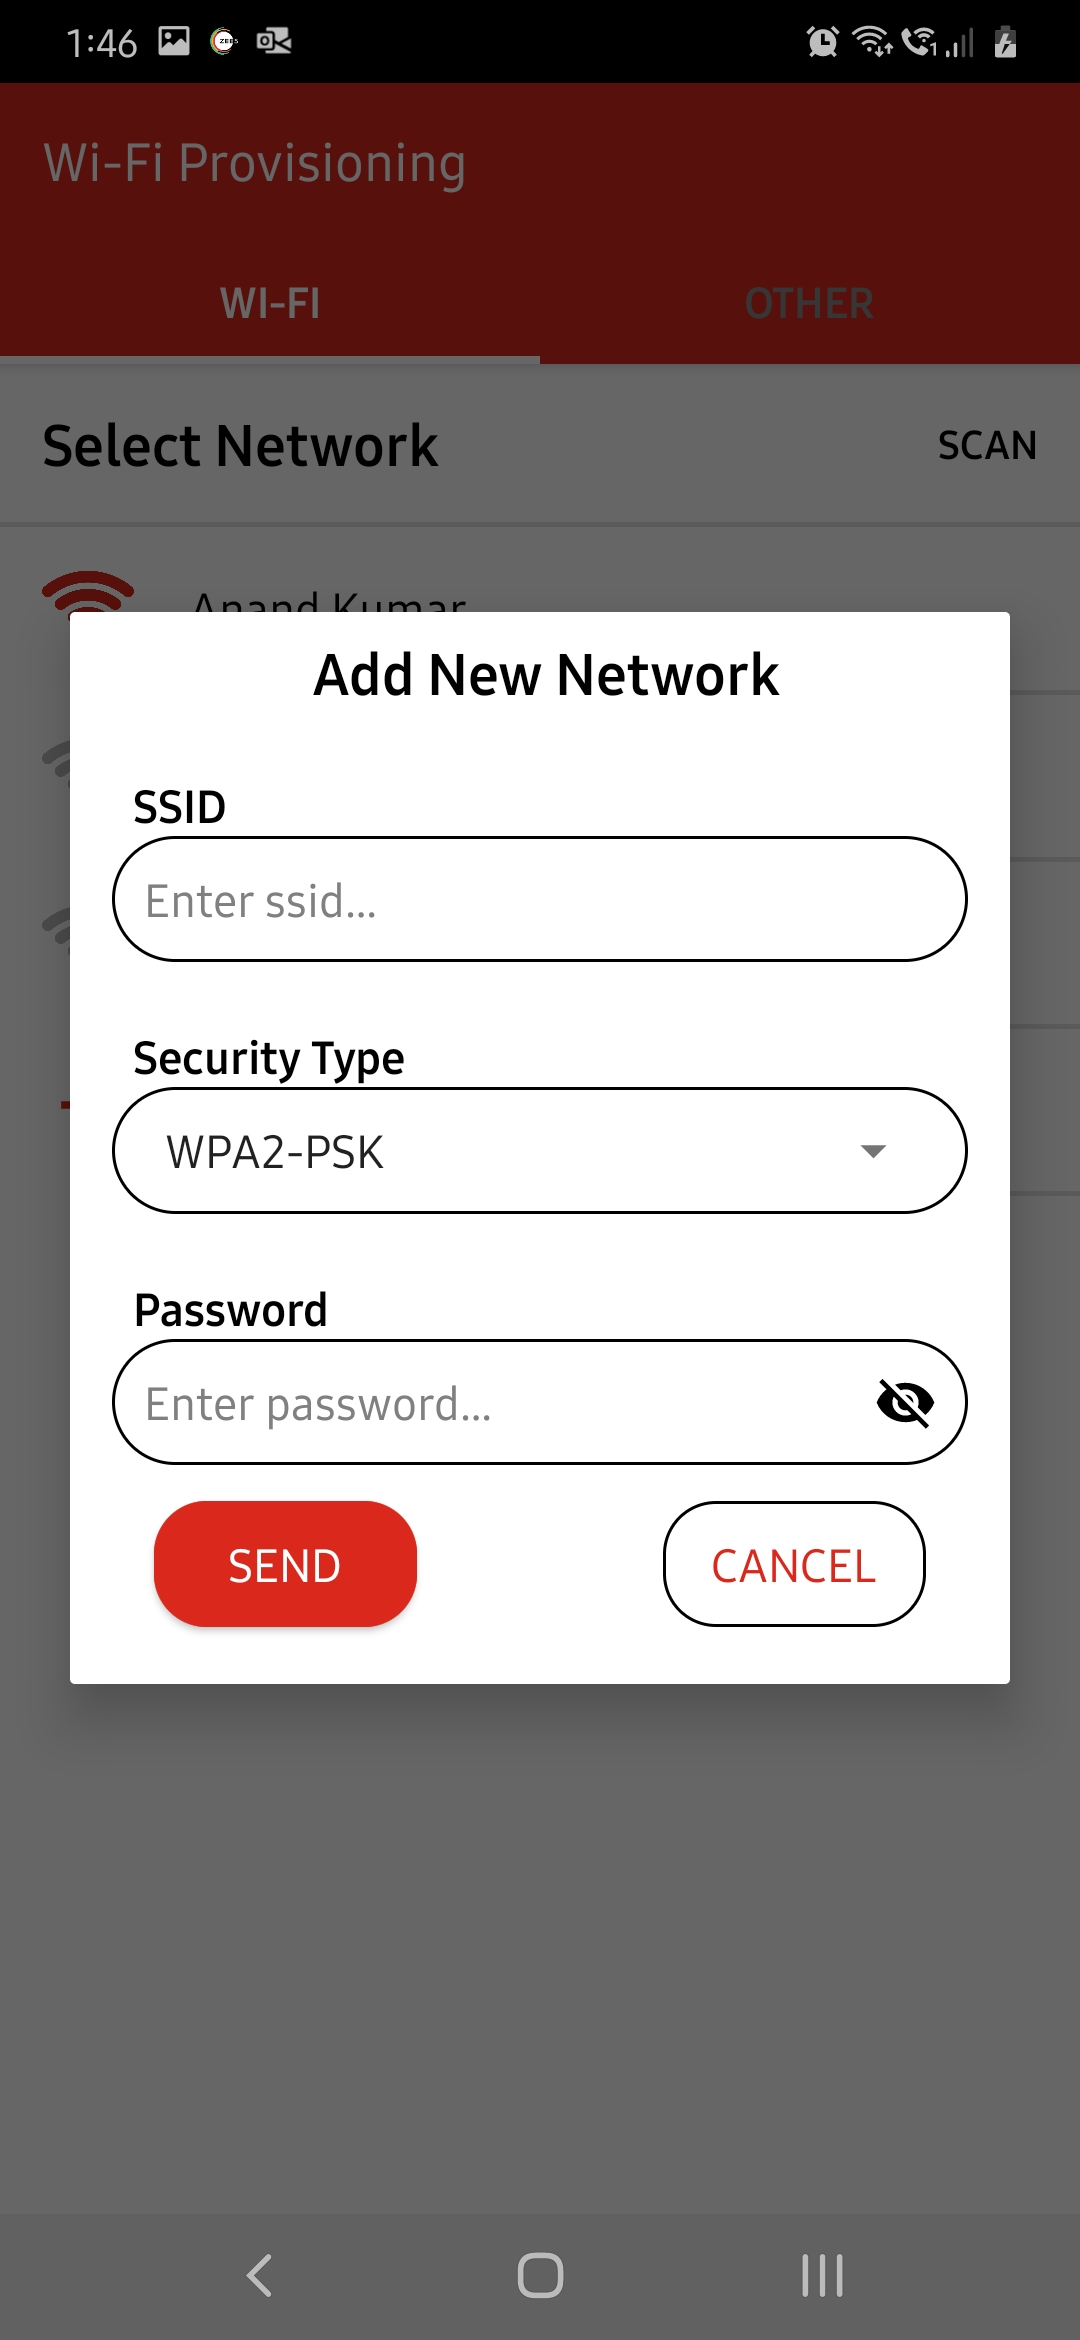 1:46
Wi-Fi Provisioning
WI-FI
OTHER
Select Network
SCAN
Anand Kumar
Add New Network
SSID
Enter ssid...
Security Type
WPA2-PSK
Password
Enter password...
SEND
CANCEL